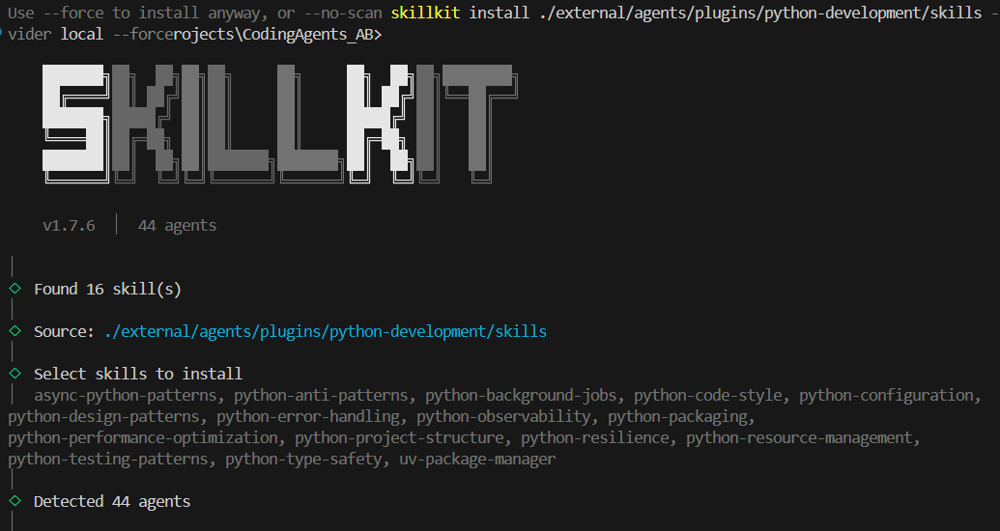 Use --force to install anyway, or --no-scan skillkit install ./external/agents/plugins/python-development/skills -
vider local --forcerojects\CodingAgents_AB>
SKILLKIT
v1.7.6 │ 44 agents
◇ Found 16 skill(s)
◇ Source: ./external/agents/plugins/python-development/skills
◇ Select skills to install
│ async-python-patterns, python-anti-patterns, python-background-jobs, python-code-style, python-configuration,
python-design-patterns, python-error-handling, python-observability, python-packaging,
python-performance-optimization, python-project-structure, python-resilience, python-resource-management,
python-testing-patterns, python-type-safety, uv-package-manager
◇ Detected 44 agents